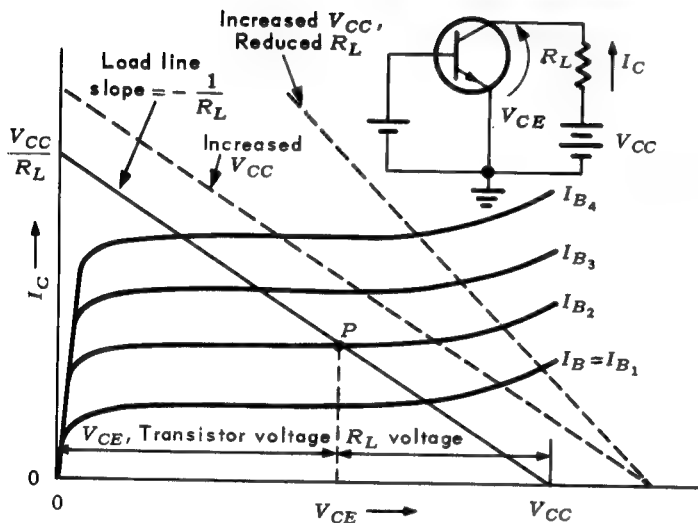 Increased V_CC,
Reduced R_L
Load line
slope = - 1/R_L
Increased
V_CC
V_CC/R_L
R_L
I_C
V_CE
V_CC
I_B4
I_B3
I_B2
I_B = I_B1
I_C
P
V_CE, Transistor voltage
R_L voltage
0
0
V_CE
V_CC